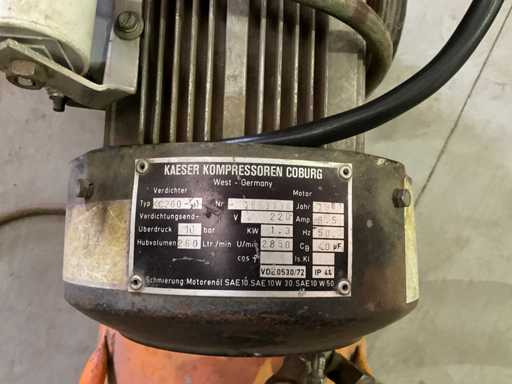 KAESER KOMPRESSOREN COBURG
West - Germany
Verdichter Motor
Typ Nr Jahr
Verdichtungsend- V 220 Amp
Überdruck 10 bar KW 1.3 Hz 50
Hubvolumen 260 Ltr./min U/min 2850 CB 40 µF
cos φ Is.Kl
VDE 0530/72 IP 44
Schmierung: Motorenöl SAE 10. SAE 10W 30. SAE 10 W 50